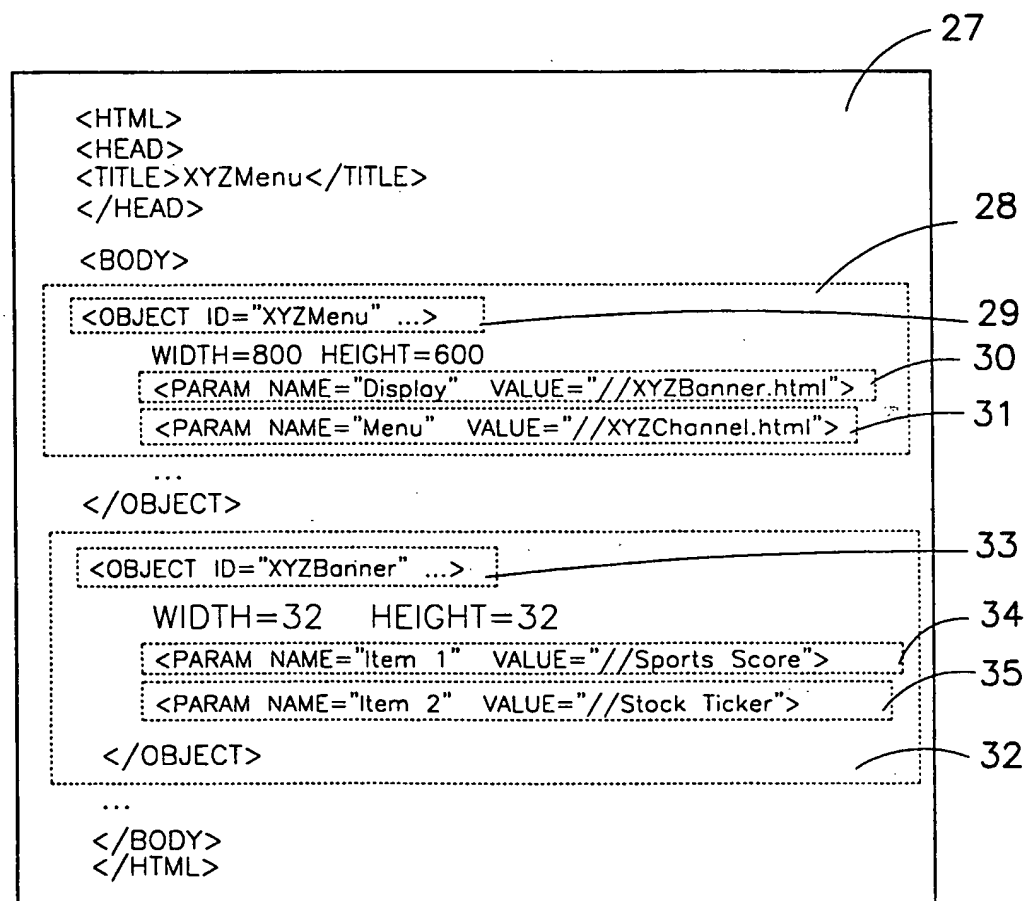 27
<HTML>
<HEAD>
<TITLE>XYZMenu</TITLE>
</HEAD>
28
<BODY>
<OBJECT ID="XYZMenu" ...> 29
WIDTH=800 HEIGHT=600 30
<PARAM NAME="Display" VALUE="//XYZBanner.html">
<PARAM NAME="Menu" VALUE="//XYZChannel.html"> 31
...
</OBJECT>
<OBJECT ID="XYZBanner" ...> 33
WIDTH=32 HEIGHT=32 34
<PARAM NAME="Item 1" VALUE="//Sports Score">
<PARAM NAME="Item 2" VALUE="//Stock Ticker"> 35
</OBJECT> 32
...
</BODY>
</HTML>